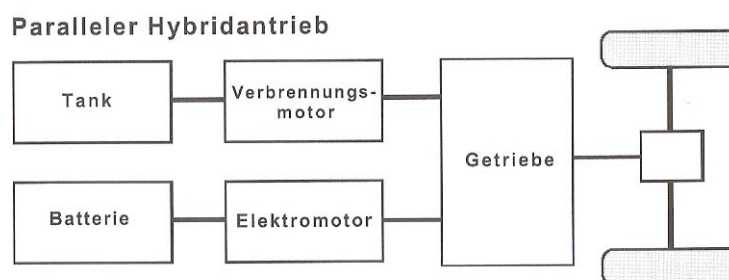 Paralleler Hybridantrieb
Tank
Verbrennungs-
motor
Getriebe
Batterie
Elektromotor